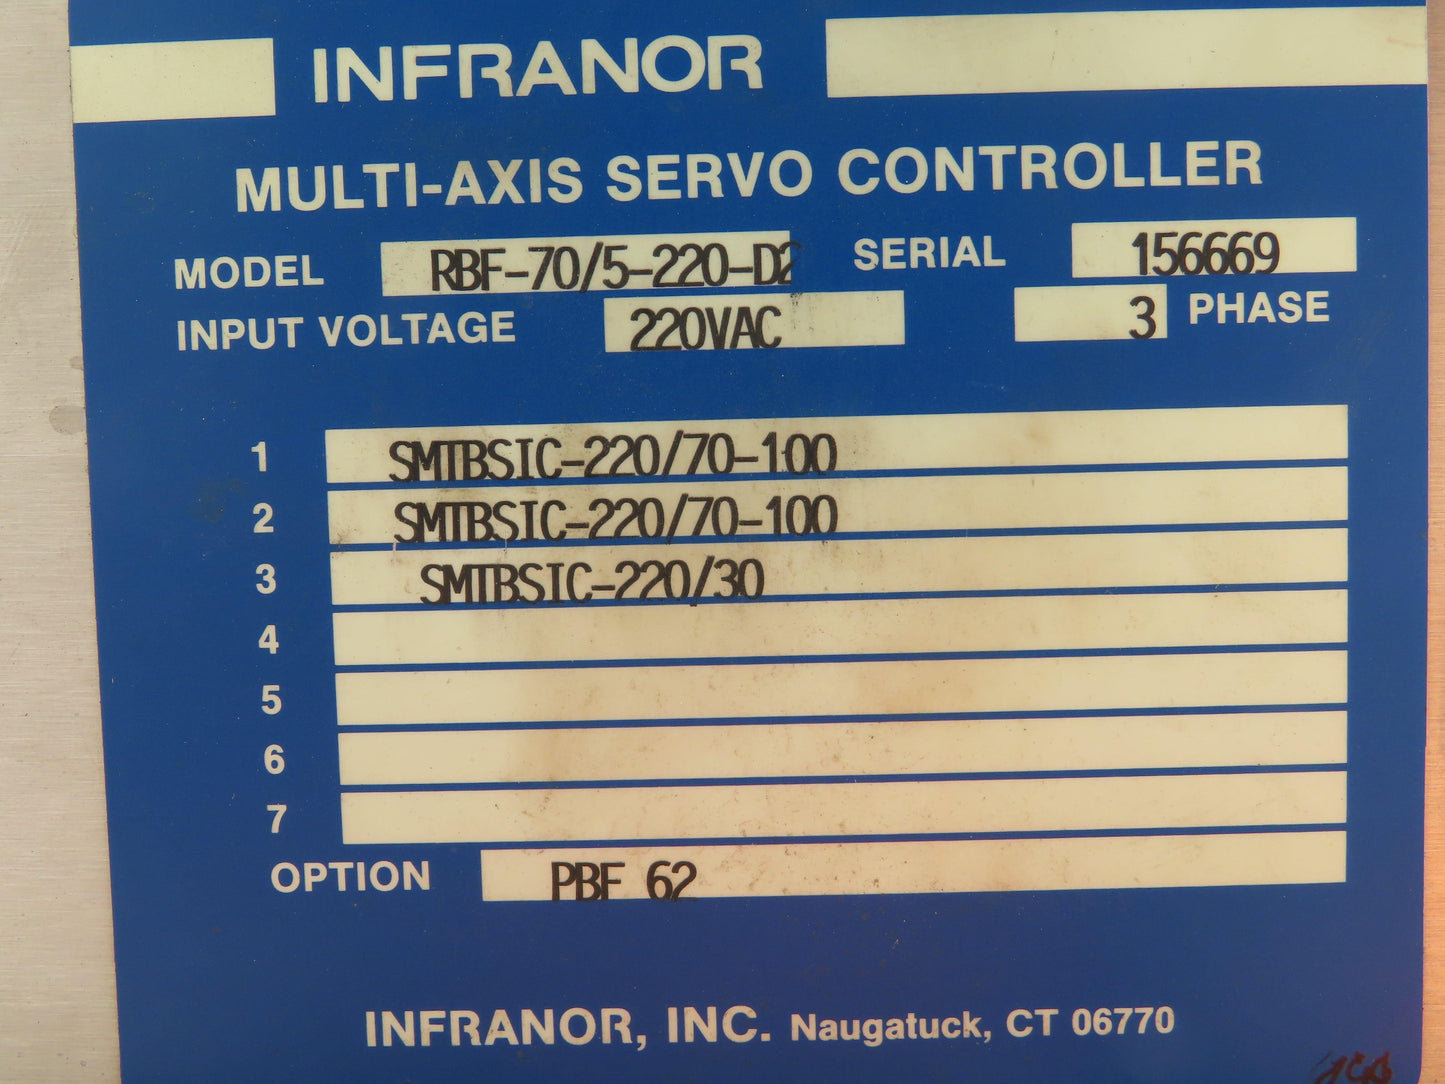 INFRANOR
MULTI-AXIS SERVO CONTROLLER
MODEL RBF-70/5-220-D2 SERIAL 156669
INPUT VOLTAGE 220VAC 3 PHASE
1 SMTBSIC-220/70-100
2 SMTBSIC-220/70-100
3 SMTBSIC-220/30
4
5
6
7
OPTION PBF 62
INFRANOR, INC. Naugatuck, CT 06770